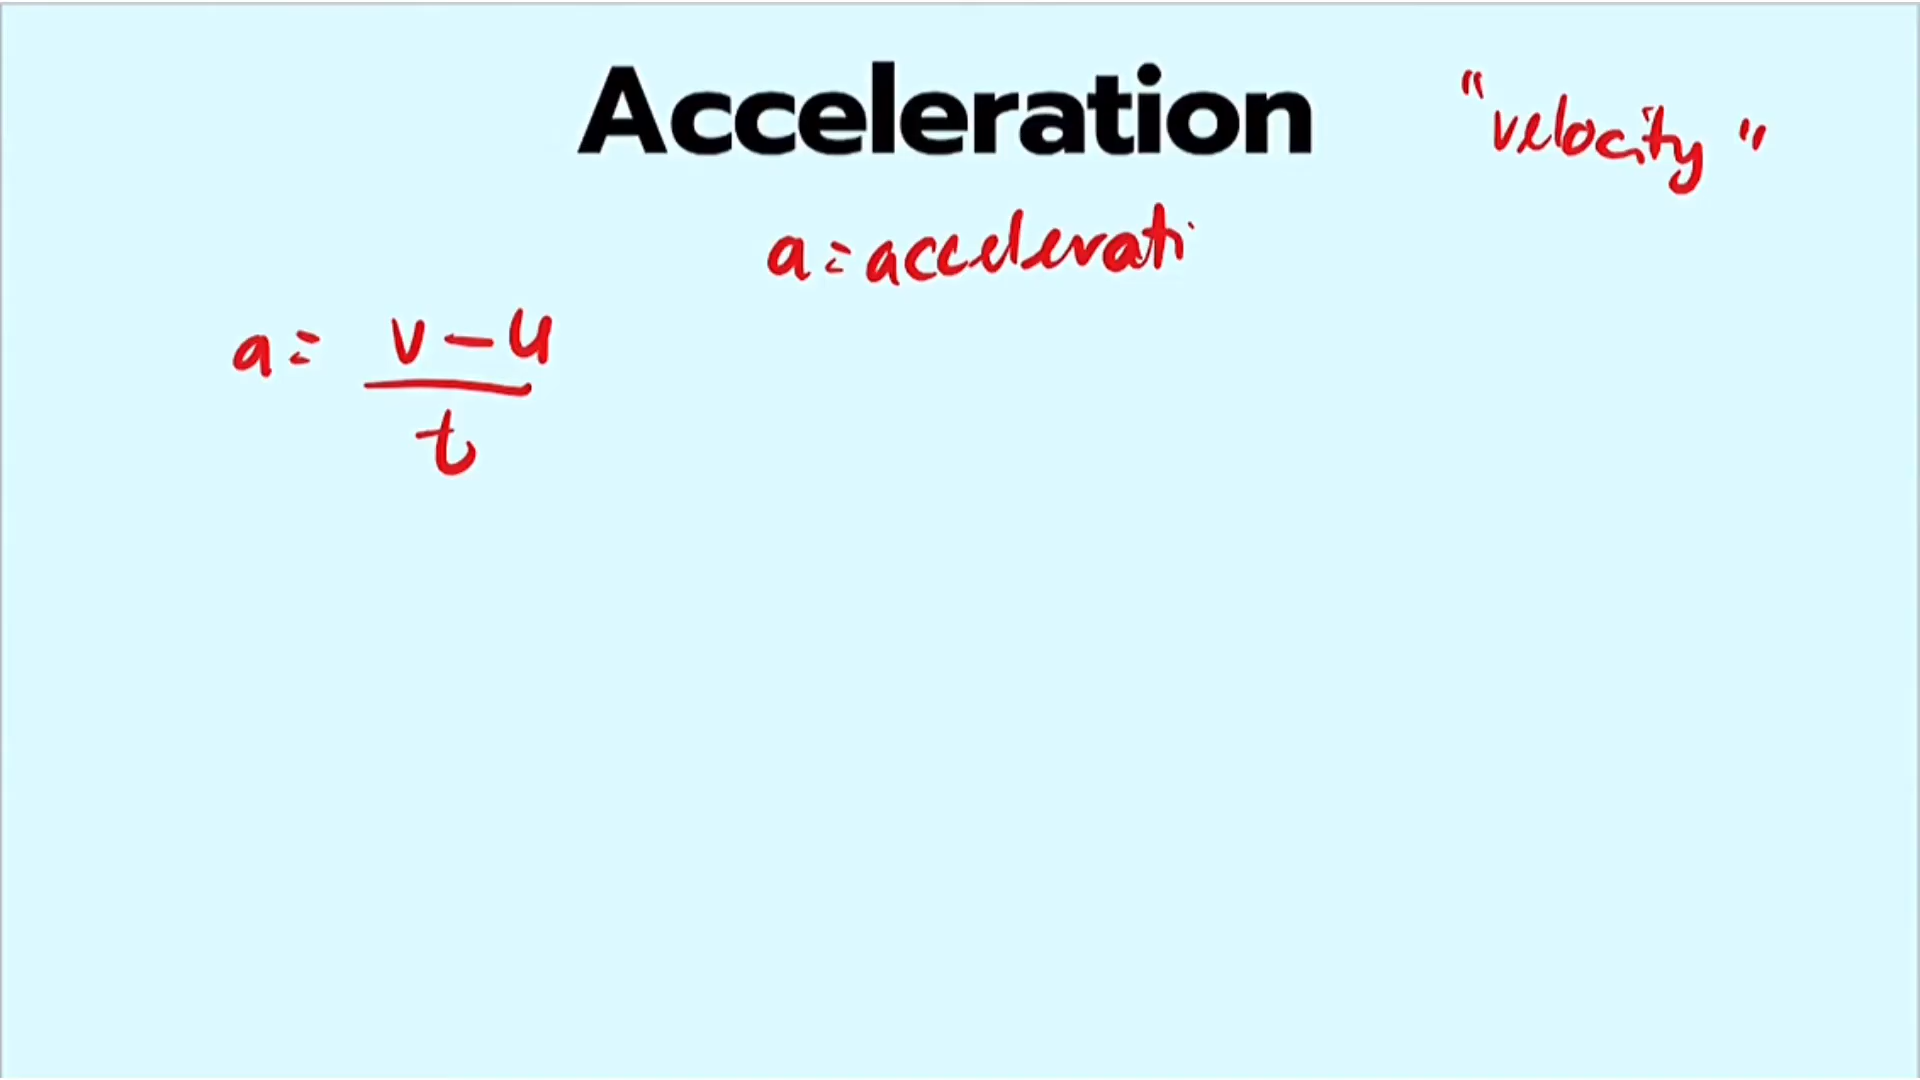 Acceleration
"velocity"
a = accelerati
a = v - u
t